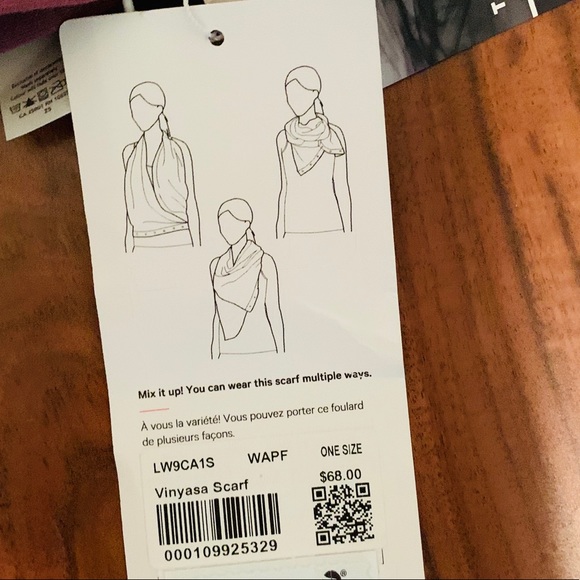 T
Mix it up! You can wear this scarf multiple ways.
À vous la variété! Vous pouvez porter ce foulard
de plusieurs façons.
LW9CA1S WAPF ONE SIZE
$68.00
Vinyasa Scarf
000109925329
®